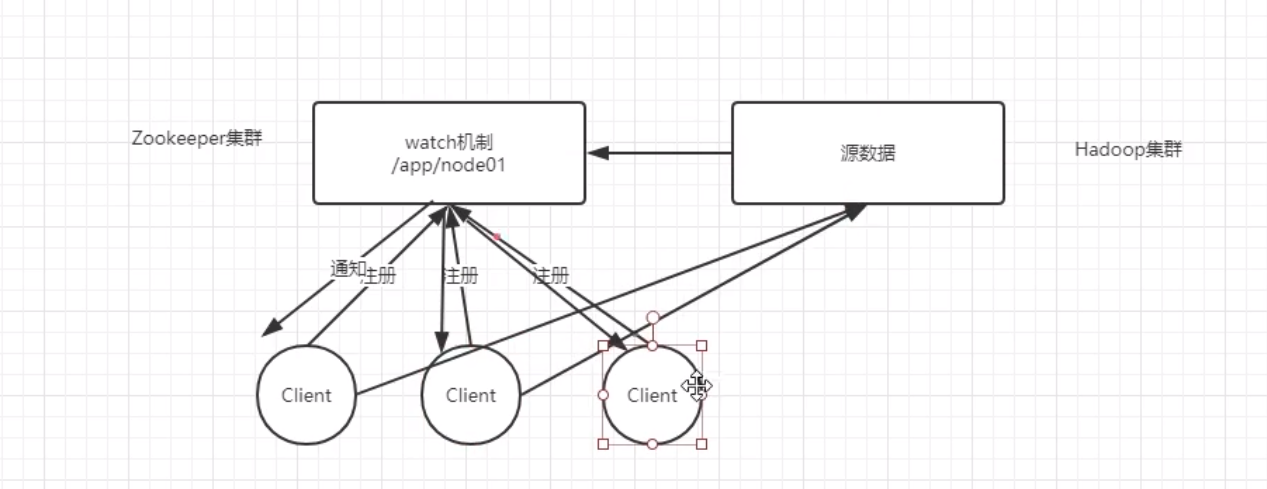 Zookeeper集群
watch机制
/app/node01
源数据
Hadoop集群
通知
注册
注册
注册
Client
Client
Client